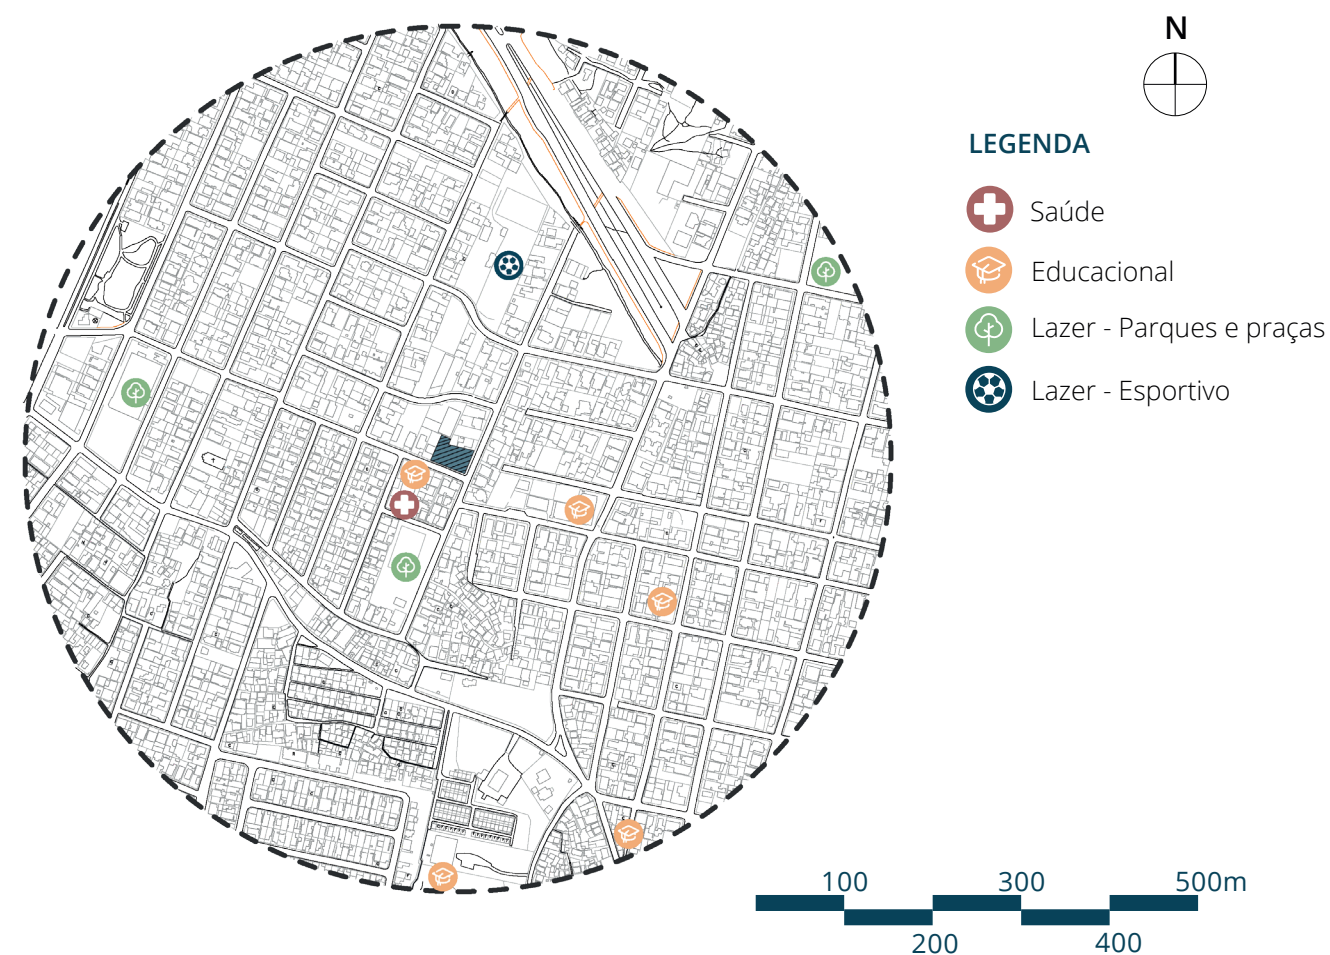 N
LEGENDA
Saúde
Educacional
Lazer - Parques e praças
Lazer - Esportivo
100 300 500m
200 400